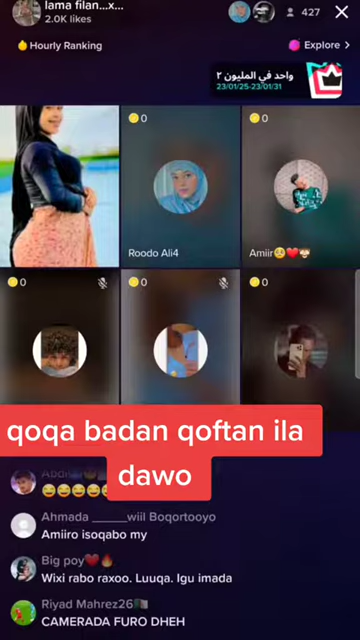 lama filan...x...
2.0K likes
427
Hourly Ranking
Explore >
واحد في المليون ٢
23/01/25-23/01/31
0
0
Roodo Ali4
Amiir🥺❤️
0
0
0
qoqa badan qoftan ila
dawo
Abdi
😂😂😂😂
Ahmada _____wiil Boqortooyo
Amiiro isoqabo my
Big poy❤️🔥
Wixi rabo raxoo. Luuqa. Igu imada
Riyad Mahrez26🇩🇿
CAMERADA FURO DHEH